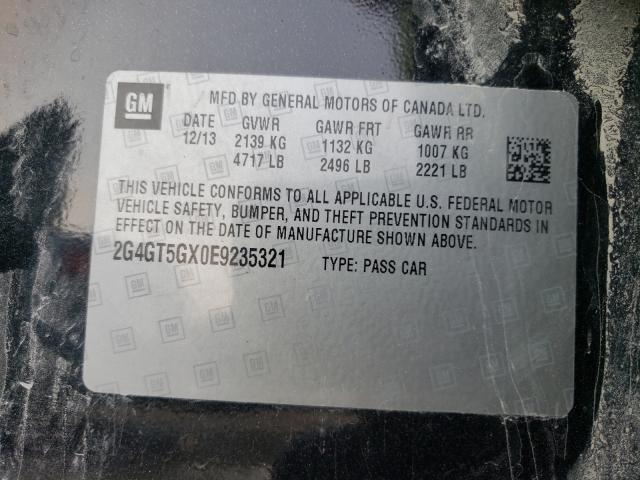 GM
MFD BY GENERAL MOTORS OF CANADA LTD.
DATE GVWR GAWR FRT GAWR RR
12/13 2139 KG 1132 KG 1007 KG
4717 LB 2496 LB 2221 LB
THIS VEHICLE CONFORMS TO ALL APPLICABLE U.S. FEDERAL MOTOR
VEHICLE SAFETY, BUMPER, AND THEFT PREVENTION STANDARDS IN
EFFECT ON THE DATE OF MANUFACTURE SHOWN ABOVE.
2G4GT5GX0E9235321 TYPE: PASS CAR